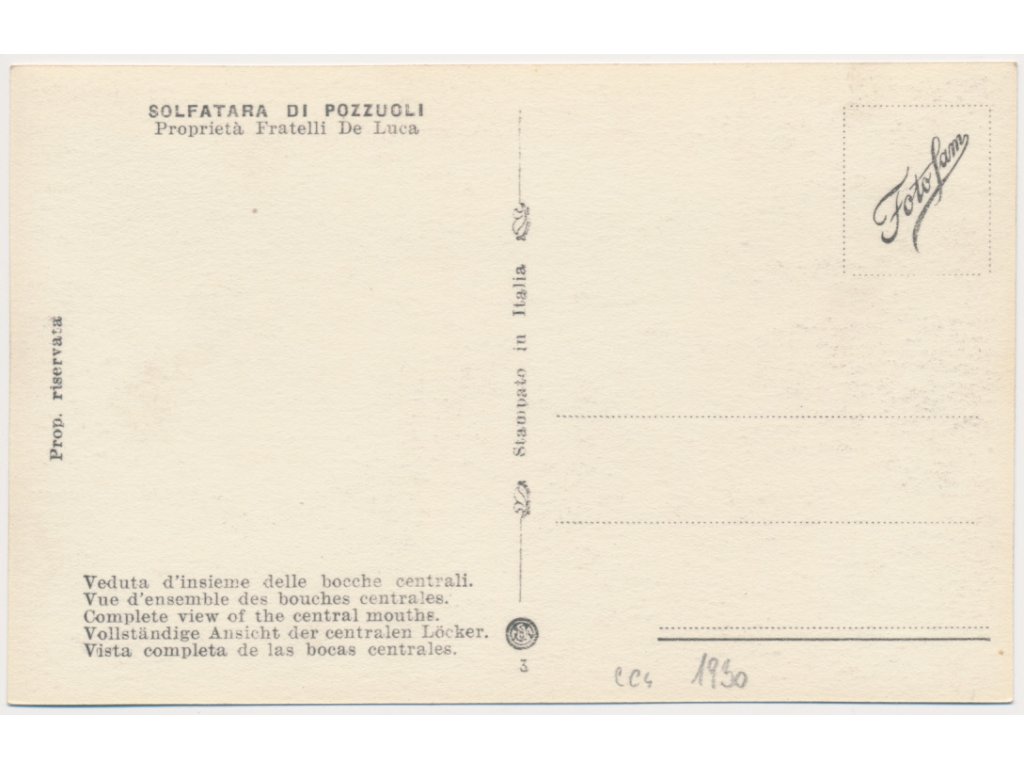 SOLFATARA DI POZZUOLI
Proprietà Fratelli De Luca
Foto Sam
Prop. riservata
Stampato in Italia
Veduta d'insieme delle bocche centrali.
Vue d'ensemble des bouches centrales.
Complete view of the central mouths.
Vollständige Ansicht der centralen Löcker.
Vista completa de las bocas centrales.
3
1930